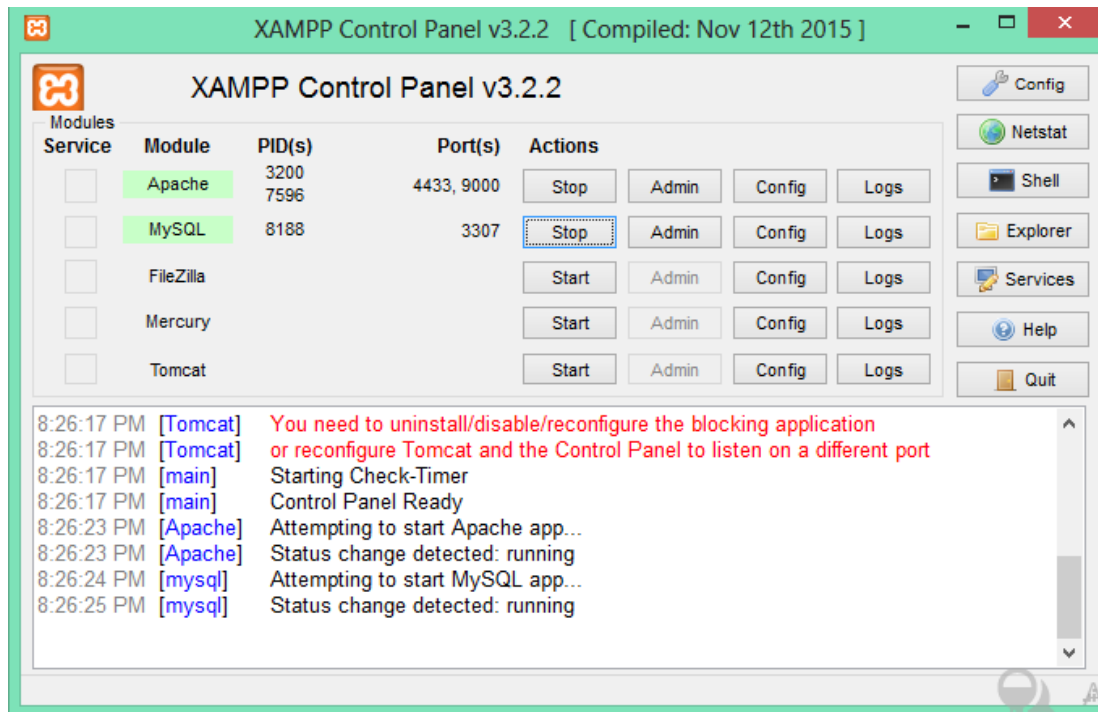 XAMPP Control Panel v3.2.2 [ Compiled: Nov 12th 2015 ]
XAMPP Control Panel v3.2.2
Config
Modules
Netstat
Service Module PID(s) Port(s) Actions
Apache 3200 7596 4433, 9000 Stop Admin Config Logs
Shell
MySQL 8188 3307 Stop Admin Config Logs
Explorer
FileZilla Start Admin Config Logs
Services
Mercury Start Admin Config Logs
Help
Tomcat Start Admin Config Logs
Quit
8:26:17 PM [Tomcat] You need to uninstall/disable/reconfigure the blocking application
8:26:17 PM [Tomcat] or reconfigure Tomcat and the Control Panel to listen on a different port
8:26:17 PM [main] Starting Check-Timer
8:26:17 PM [main] Control Panel Ready
8:26:23 PM [Apache] Attempting to start Apache app...
8:26:23 PM [Apache] Status change detected: running
8:26:24 PM [mysql] Attempting to start MySQL app...
8:26:25 PM [mysql] Status change detected: running